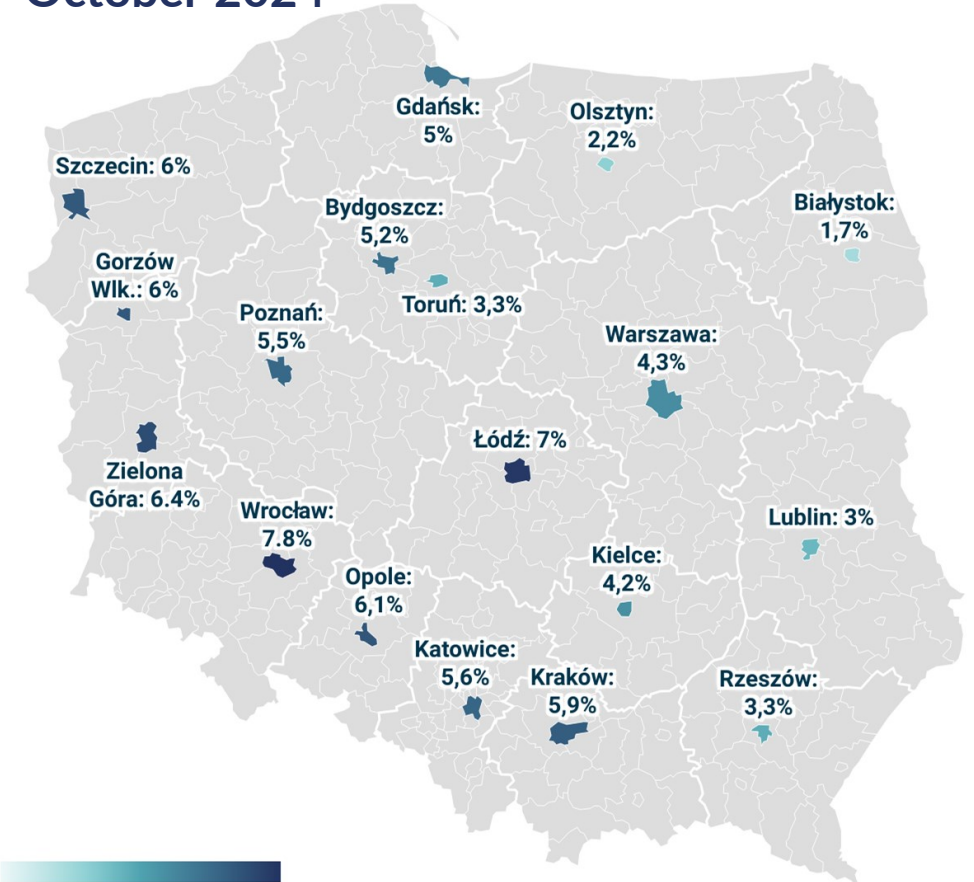 October 2024
Gdańsk:
5%
Olsztyn:
2,2%
Szczecin: 6%
Białystok:
1,7%
Bydgoszcz:
5,2%
Gorzów
Wlk.: 6%
Toruń: 3,3%
Poznań:
5,5%
Warszawa:
4,3%
Łódź: 7%
Zielona
Góra: 6.4%
Wrocław:
7.8%
Lublin: 3%
Kielce:
4,2%
Opole:
6,1%
Katowice:
5,6%
Kraków:
5,9%
Rzeszów:
3,3%